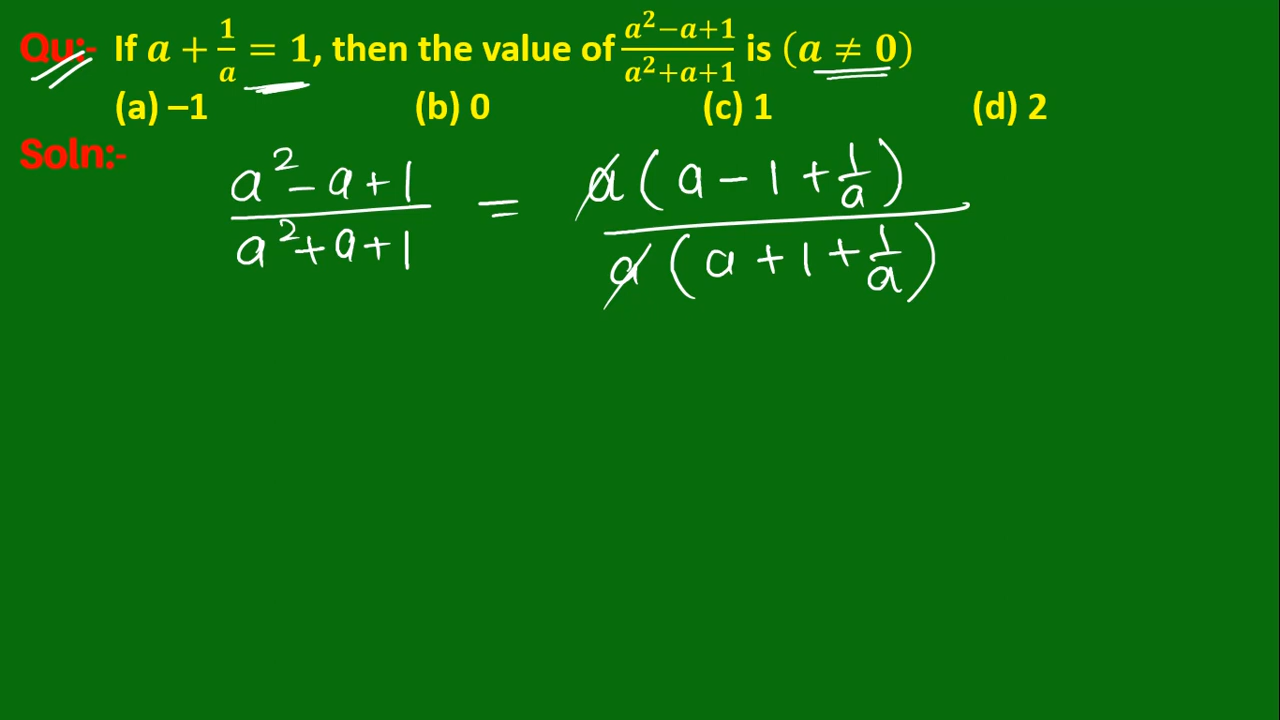 Qu:- If a + 1/a = 1, then the value of (a²−a+1)/(a²+a+1) is (a ≠ 0)
(a) –1 (b) 0 (c) 1 (d) 2
Soln:-
(a² − a + 1)/(a² + a + 1) = a(a − 1 + 1/a)/a(a + 1 + 1/a)